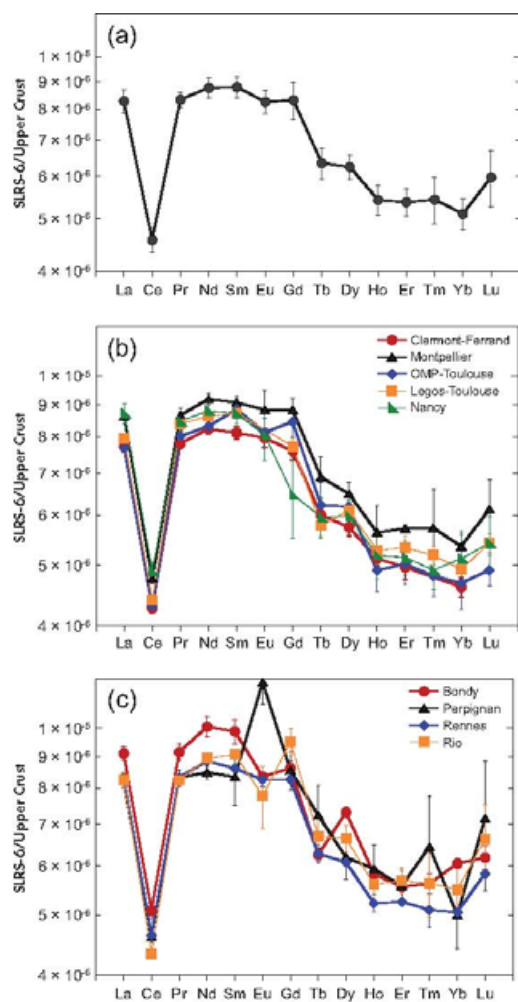 (a)
SLRS-6/Upper Crust
1 × 10⁻⁵
9 × 10⁻⁶
8 × 10⁻⁶
7 × 10⁻⁶
6 × 10⁻⁶
5 × 10⁻⁶
4 × 10⁻⁶
La Ce Pr Nd Sm Eu Gd Tb Dy Ho Er Tm Yb Lu
(b)
Clermont-Ferrand
Montpellier
OMP-Toulouse
Legos-Toulouse
Nancy
SLRS-6/Upper Crust
1 × 10⁻⁵
9 × 10⁻⁶
8 × 10⁻⁶
7 × 10⁻⁶
6 × 10⁻⁶
5 × 10⁻⁶
4 × 10⁻⁶
La Ce Pr Nd Sm Eu Gd Tb Dy Ho Er Tm Yb Lu
(c)
Bondy
Perpignan
Rennes
Rio
SLRS-6/Upper Crust
1 × 10⁻⁵
9 × 10⁻⁶
8 × 10⁻⁶
7 × 10⁻⁶
6 × 10⁻⁶
5 × 10⁻⁶
4 × 10⁻⁶
La Ce Pr Nd Sm Eu Gd Tb Dy Ho Er Tm Yb Lu